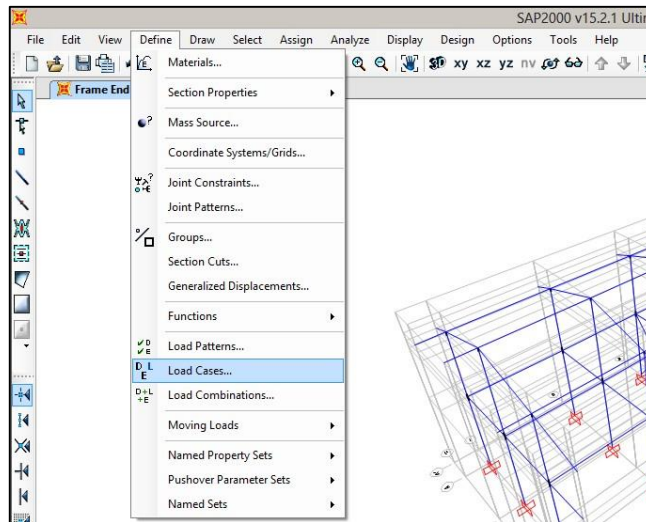 SAP2000 v15.2.1 Ultim
File Edit View Define Draw Select Assign Analyze Display Design Options Tools Help
3D xy xz yz nv
Frame End
Materials...
Section Properties
Mass Source...
Coordinate Systems/Grids...
Joint Constraints...
Joint Patterns...
Groups...
Section Cuts...
Generalized Displacements...
Functions
Load Patterns...
D L
E
Load Cases...
D+L
+E
Load Combinations...
Moving Loads
Named Property Sets
Pushover Parameter Sets
Named Sets